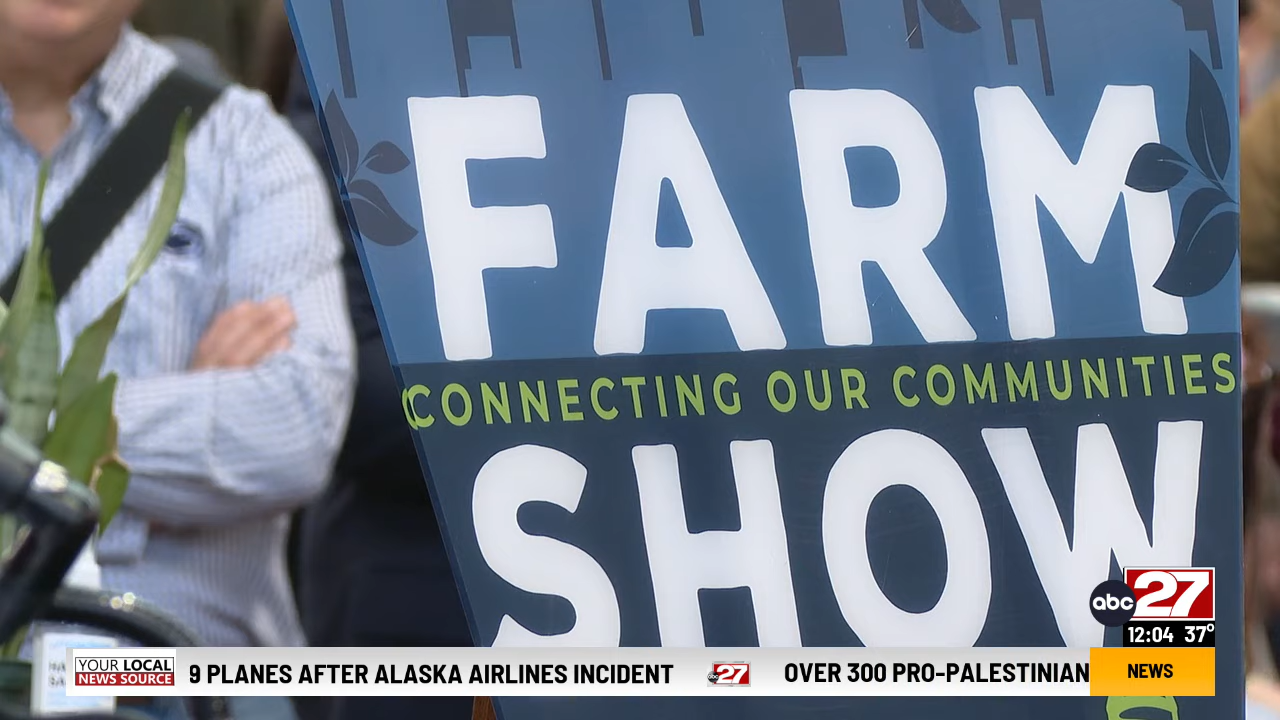 FARM
CONNECTING OUR COMMUNITIES
SHOW
abc 27
12:04 37°
YOUR LOCAL
NEWS SOURCE
9 PLANES AFTER ALASKA AIRLINES INCIDENT
abc 27
OVER 300 PRO-PALESTINIAN
NEWS